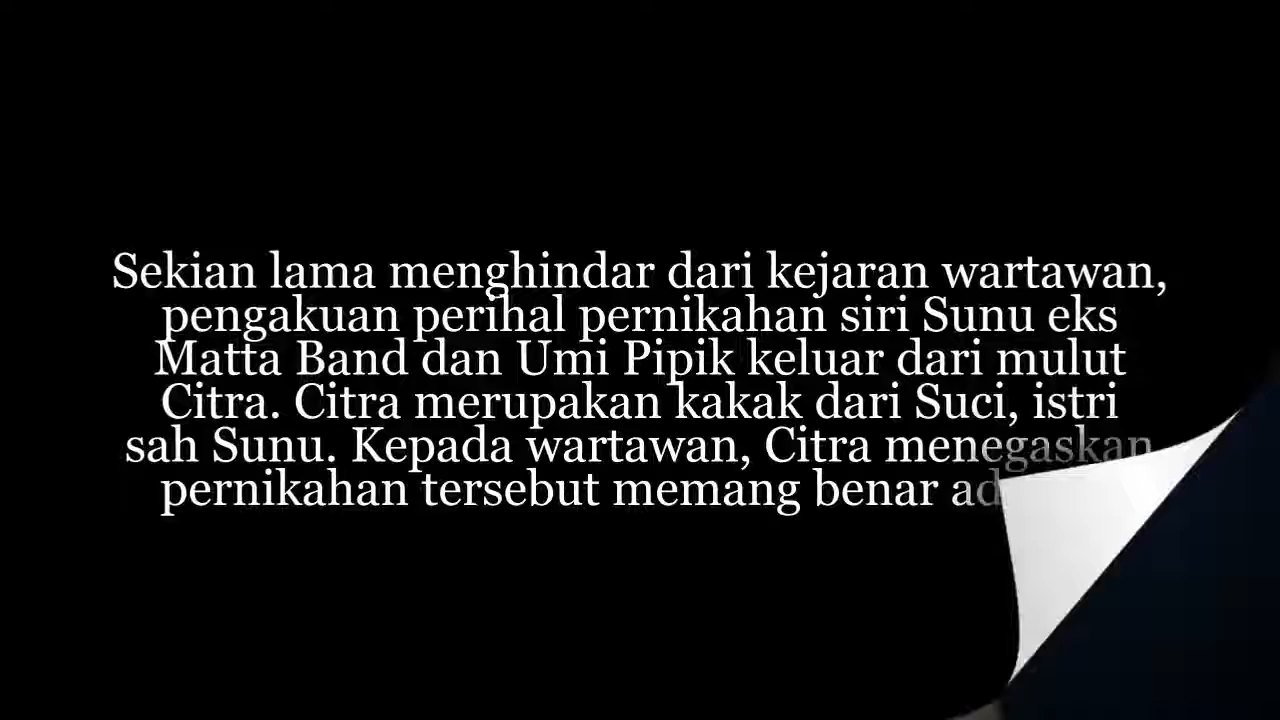 Sekian lama menghindar dari kejaran wartawan,
pengakuan perihal pernikahan siri Sunu eks
Matta Band dan Umi Pipik keluar dari mulut
Citra. Citra merupakan kakak dari Suci, istri
sah Sunu. Kepada wartawan, Citra menegaskan
pernikahan tersebut memang benar